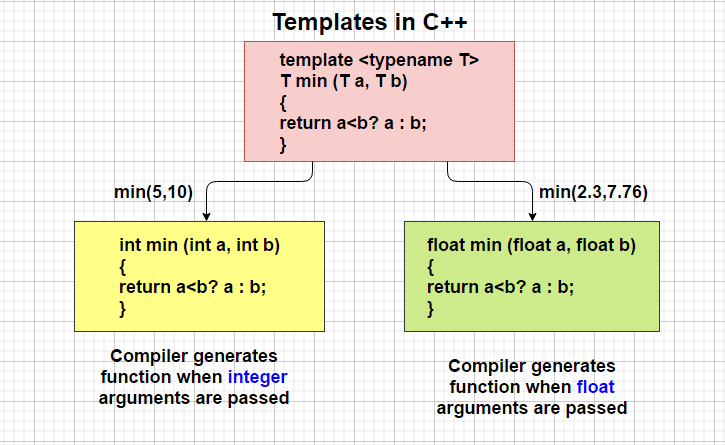 Templates in C++
template <typename T>
T min (T a, T b)
{
return a<b? a : b;
}
min(5,10)
min(2.3,7.76)
int min (int a, int b)
{
return a<b? a : b;
}
float min (float a, float b)
{
return a<b? a : b;
}
Compiler generates
function when integer
arguments are passed
Compiler generates
function when float
arguments are passed